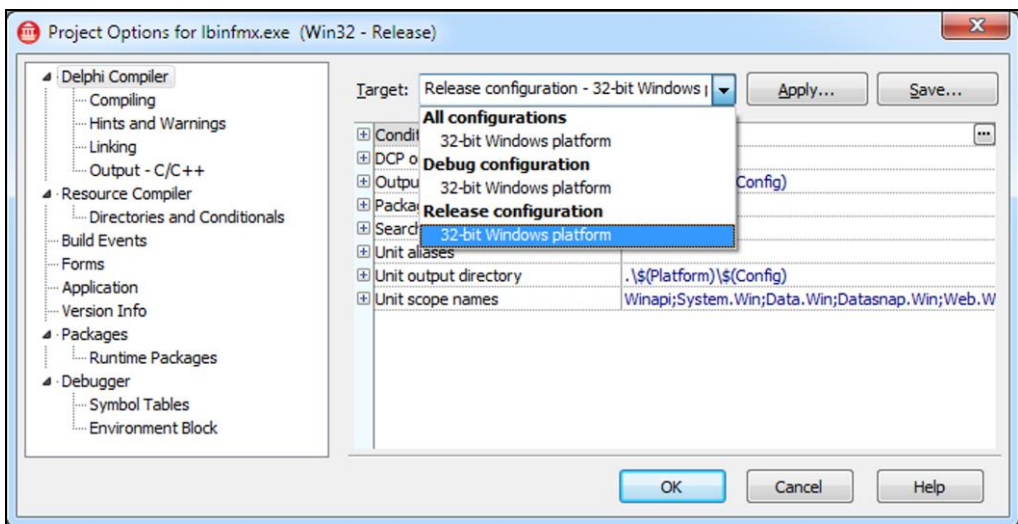 Project Options for lbinfmx.exe (Win32 - Release)
Delphi Compiler
Compiling
Hints and Warnings
Linking
Output - C/C++
Resource Compiler
Directories and Conditionals
Build Events
Forms
Application
Version Info
Packages
Runtime Packages
Debugger
Symbol Tables
Environment Block
Target: Release configuration - 32-bit Windows Apply... Save...
All configurations
32-bit Windows platform
Debug configuration
32-bit Windows platform
Release configuration
32-bit Windows platform
DCP
Config)
Unit aliases
Unit output directory .\$(Platform)\$(Config)
Unit scope names Winapi;System.Win;Data.Win;Datasnap.Win;Web.W
OK Cancel Help